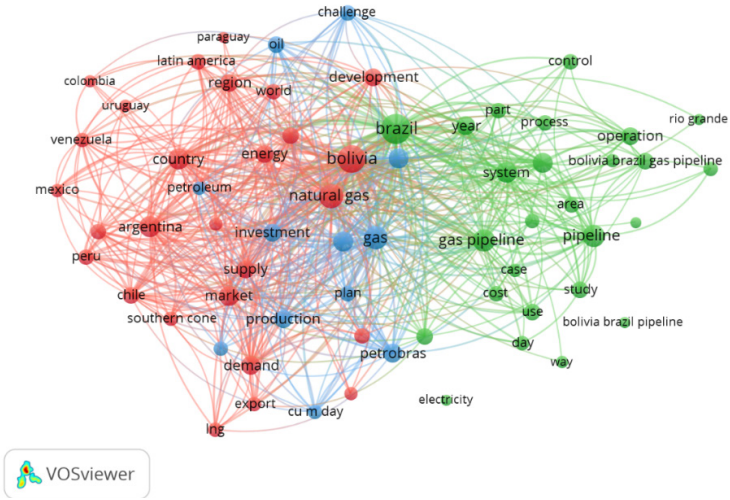 challenge
paraguay
oil
latin america
control
development
region
world
colombia
uruguay
part
rio grande
brazil
year
process
operation
venezuela
country
energy
bolivia
bolivia brazil gas pipeline
system
mexico
petroleum
natural gas
area
argentina
investment
gas
gas pipeline
pipeline
peru
supply
case
chile
market
plan
cost
study
southern cone
production
use
bolivia brazil pipeline
day
petrobras
demand
way
export
cu m day
electricity
lng
VOSviewer